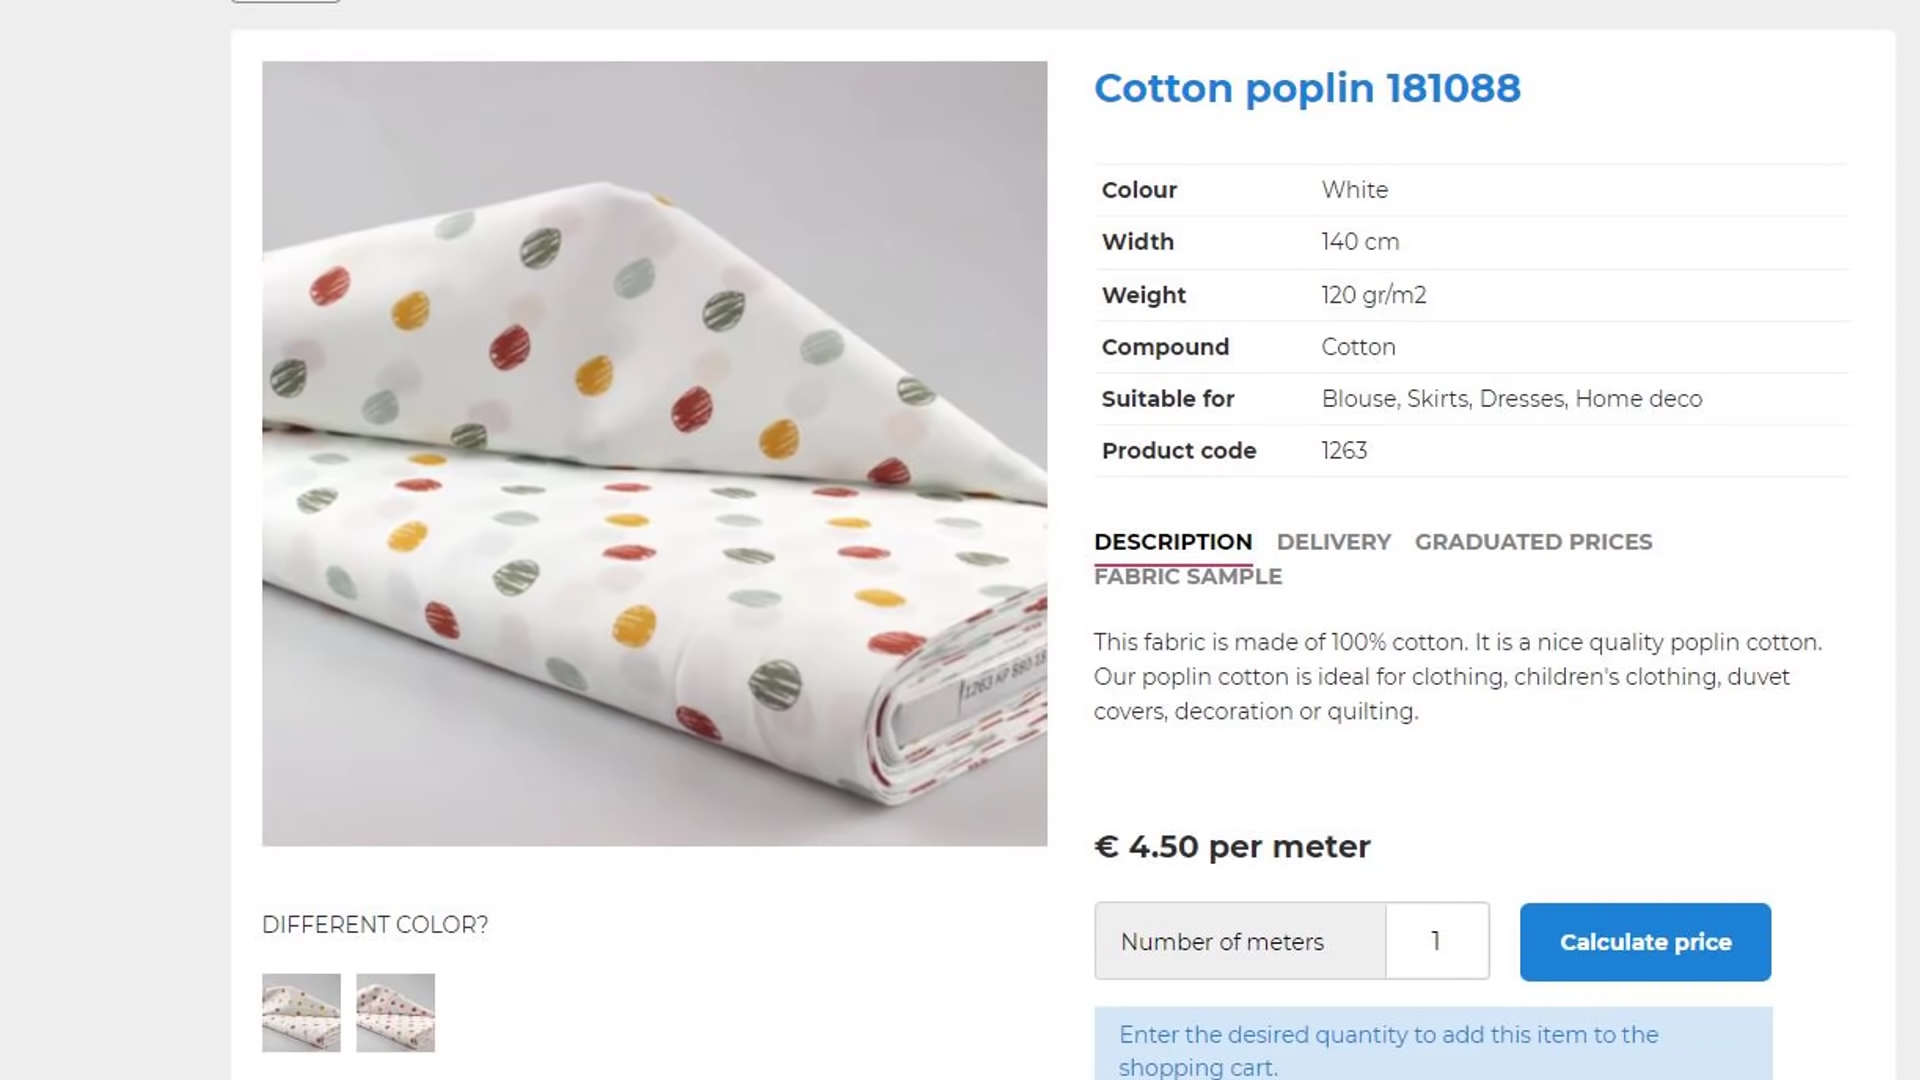 Cotton poplin 181088
Colour White
Width 140 cm
Weight 120 gr/m2
Compound Cotton
Suitable for Blouse, Skirts, Dresses, Home deco
Product code 1263
DESCRIPTION DELIVERY GRADUATED PRICES
FABRIC SAMPLE
This fabric is made of 100% cotton. It is a nice quality poplin cotton.
Our poplin cotton is ideal for clothing, children's clothing, duvet
covers, decoration or quilting.
€ 4.50 per meter
Number of meters 1 Calculate price
Enter the desired quantity to add this item to the
shopping cart.
DIFFERENT COLOR?
1263